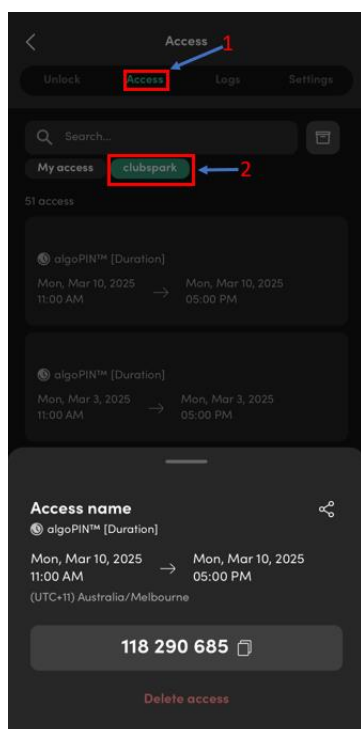 Access 1
Unlock Access Logs Settings
Search...
My access clubspark 2
51 access
algoPIN™ [Duration]
Mon, Mar 10, 2025 → Mon, Mar 10, 2025
11:00 AM 05:00 PM
algoPIN™ [Duration]
Mon, Mar 3, 2025 → Mon, Mar 3, 2025
11:00 AM 05:00 PM
Access name
algoPIN™ [Duration]
Mon, Mar 10, 2025 → Mon, Mar 10, 2025
11:00 AM 05:00 PM
(UTC+11) Australia/Melbourne
118 290 685
Delete access